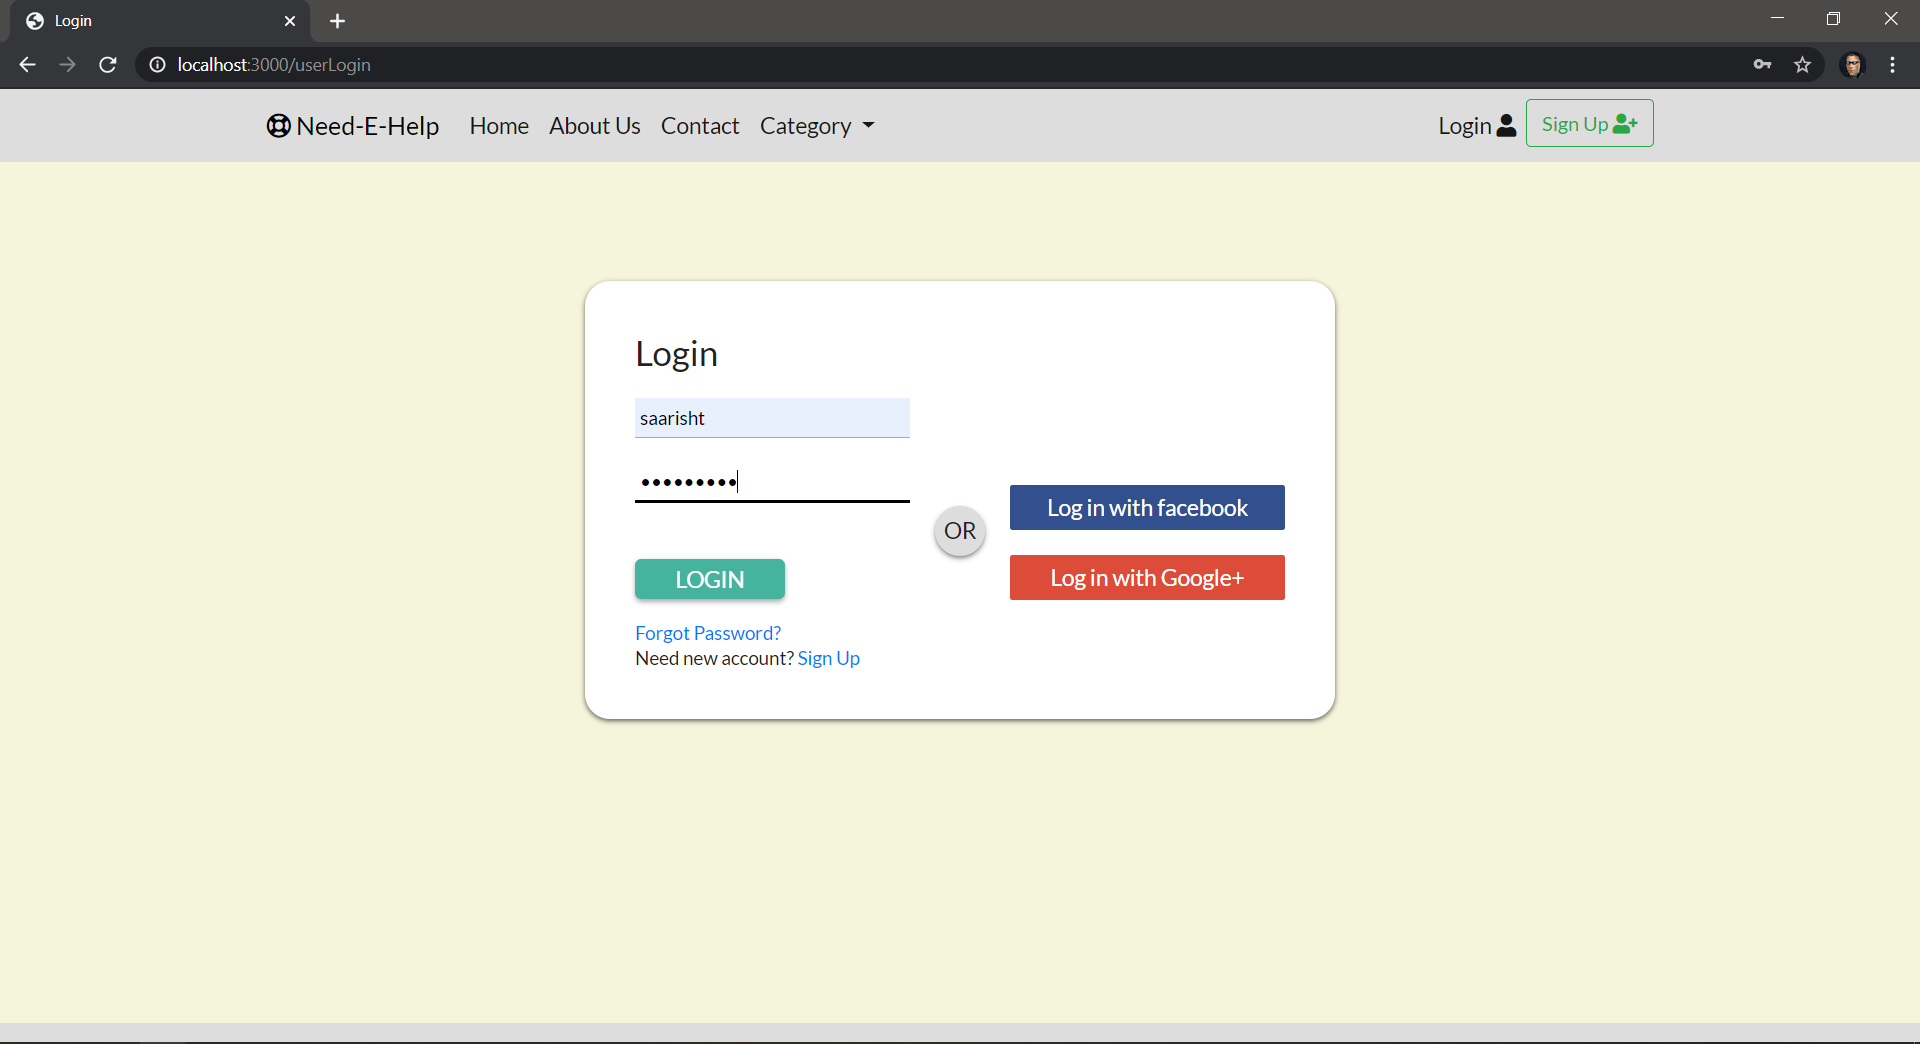 Login
localhost:3000/userLogin
Need-E-Help Home About Us Contact Category Login Sign Up
Login
saarisht
•••••••••
Log in with facebook
OR
Log in with Google+
LOGIN
Forgot Password?
Need new account? Sign Up